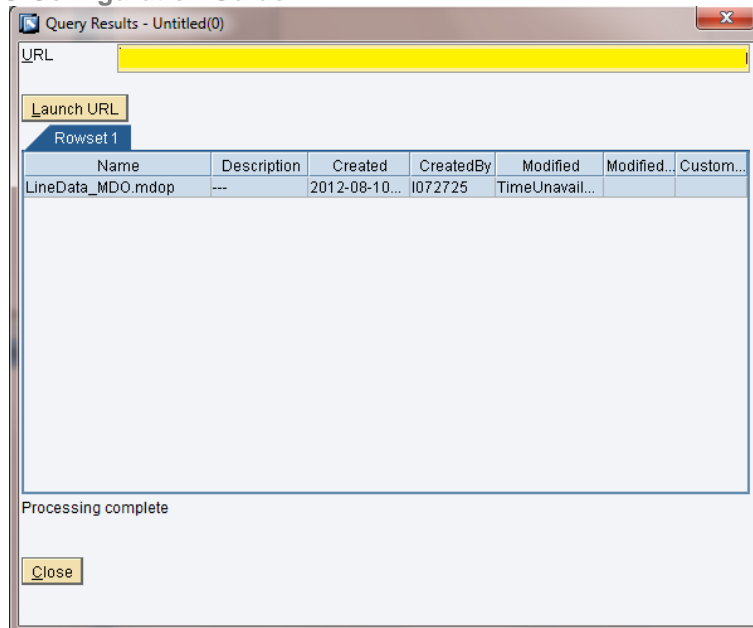 Query Results - Untitled(0)
URL
Launch URL
Rowset 1
Name Description Created CreatedBy Modified Modified... Custom...
LineData_MDO.mdop --- 2012-08-10... I072725 TimeUnavail...
Processing complete
Close